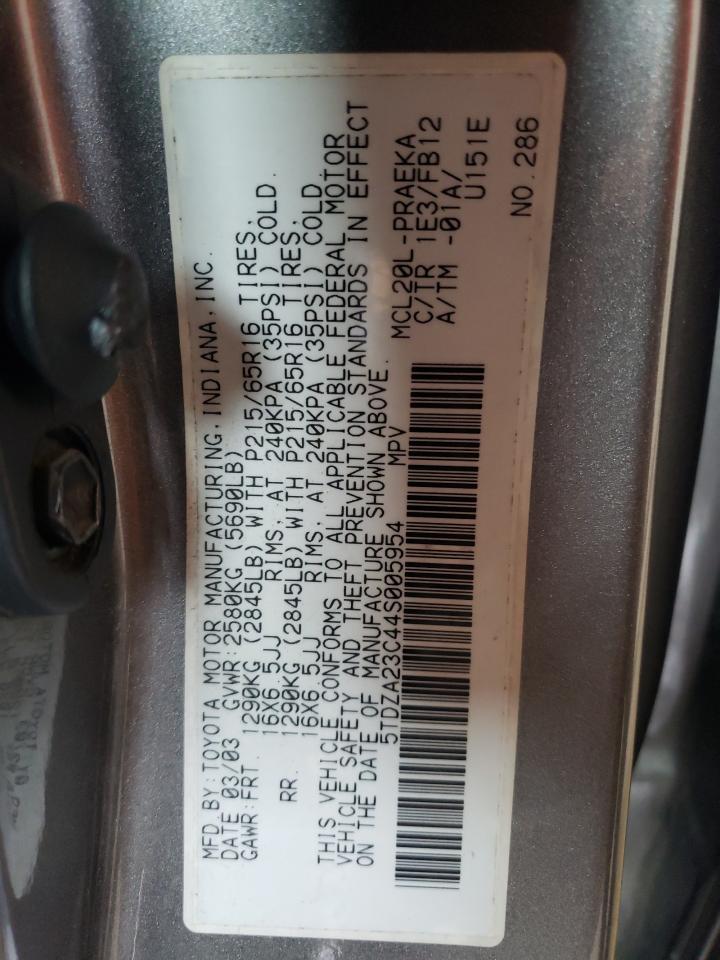 MFD.BY:TOYOTA MOTOR MANUFACTURING,INDIANA,INC.
DATE 03/03 GVWR:2580KG (5690LB)
GAWR:FRT. 1290KG (2845LB) WITH P215/65R16 TIRES,
16X6.5JJ RIMS, AT 240KPA (35PSI) COLD.
RR. 1290KG (2845LB) WITH P215/65R16 TIRES,
16X6.5JJ RIMS, AT 240KPA (35PSI) COLD.
THIS VEHICLE CONFORMS TO ALL APPLICABLE FEDERAL MOTOR
VEHICLE SAFETY AND THEFT PREVENTION STANDARDS IN EFFECT
ON THE DATE OF MANUFACTURE SHOWN ABOVE.
5TDZA23C44S005954 MPV
MCL20L-PRAEKA
C/TR 1E3/FB12
A/TM -01A/
U151E
NO.286